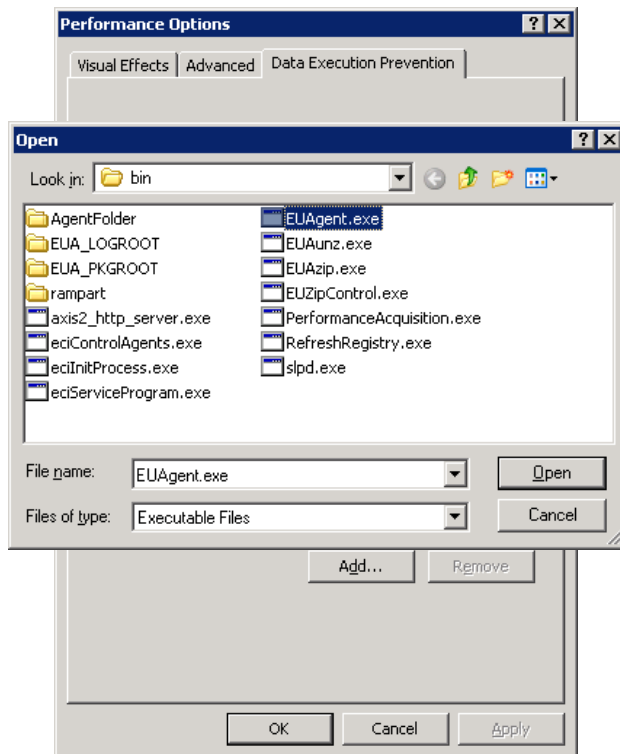 Performance Options
Visual Effects Advanced Data Execution Prevention
Open
Look in: bin
AgentFolder EUAgent.exe
EUA_LOGROOT EUAunz.exe
EUA_PKGROOT EUAzip.exe
rampart EUZipControl.exe
axis2_http_server.exe PerformanceAcquisition.exe
eciControlAgents.exe RefreshRegistry.exe
eciInitProcess.exe slpd.exe
eciServiceProgram.exe
File name: EUAgent.exe Open
Files of type: Executable Files Cancel
Add... Remove
OK Cancel Apply